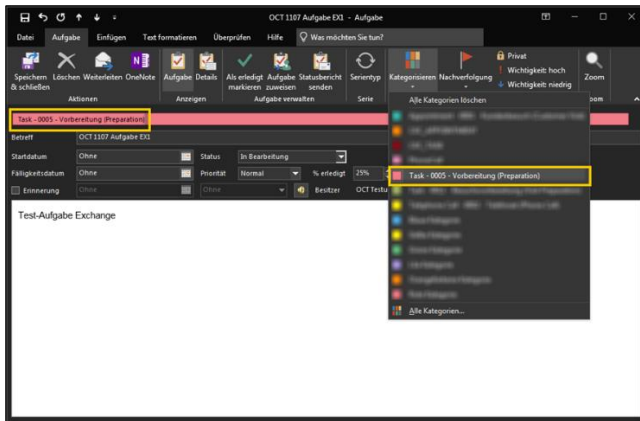 OCT 1107 Aufgabe EX1 - Aufgabe
Datei Aufgabe Einfügen Text formatieren Überprüfen Hilfe Was möchten Sie tun?
Speichern & schließen
Löschen
Weiterleiten
OneNote
Aufgabe
Details
Als erledigt markieren
Aufgabe zuweisen
Statusbericht senden
Serientyp
Kategorisieren
Nachverfolgung
Privat
Wichtigkeit: hoch
Wichtigkeit: niedrig
Zoom
Aktionen
Anzeigen
Aufgabe verwalten
Serie
Alle Kategorien löschen
Task - 0005 - Vorbereitung (Preparation)
Betreff OCT 1107 Aufgabe EX1
Startdatum Ohne Status In Bearbeitung
Fälligkeitsdatum Ohne Priorität Normal % erledigt 25%
Erinnerung Ohne Ohne Besitzer
Task - 0005 - Vorbereitung (Preparation)
Test-Aufgabe Exchange
Alle Kategorien...